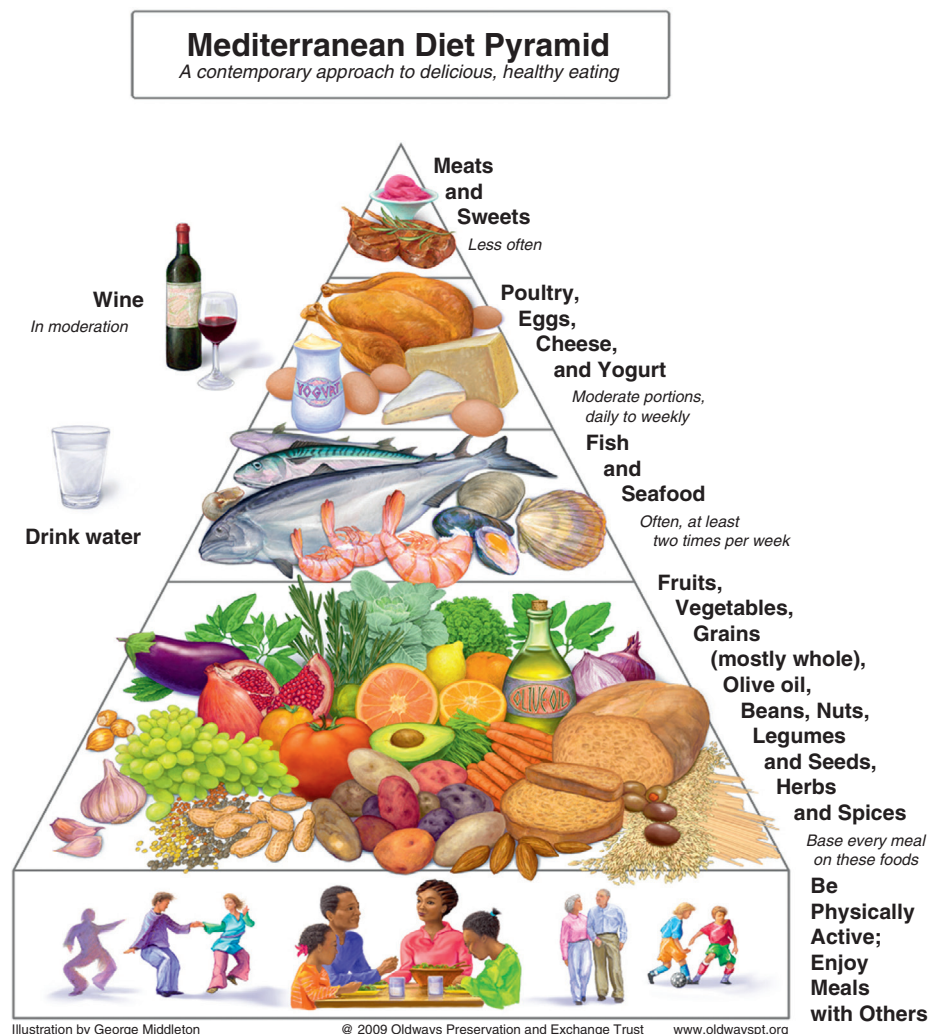 Mediterranean Diet Pyramid
A contemporary approach to delicious, healthy eating
Meats
and
Sweets
Less often
Wine
In moderation
Poultry,
Eggs,
Cheese,
and Yogurt
Moderate portions,
daily to weekly
YOGURT
Drink water
Fish
and
Seafood
Often, at least
two times per week
Fruits,
Vegetables,
Grains
(mostly whole),
Olive oil,
Beans, Nuts,
Legumes
and Seeds,
Herbs
and Spices
Base every meal
on these foods
OLIVE OIL
Be
Physically
Active;
Enjoy
Meals
with Others
Illustration by George Middleton
@ 2009 Oldways Preservation and Exchange Trust
www.oldwayspt.org